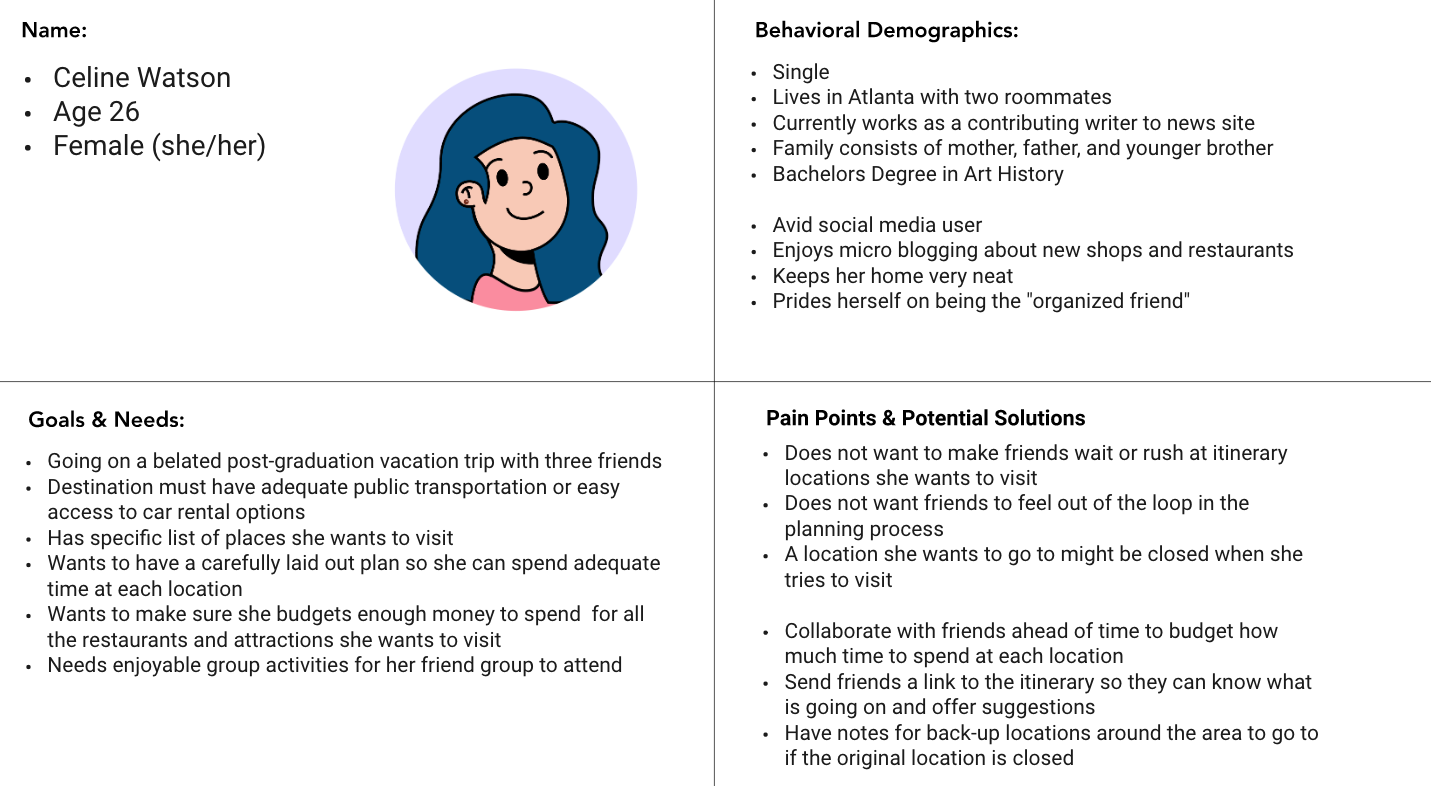 Name:
• Celine Watson
• Age 26
• Female (she/her)
Behavioral Demographics:
• Single
• Lives in Atlanta with two roommates
• Currently works as a contributing writer to news site
• Family consists of mother, father, and younger brother
• Bachelors Degree in Art History
• Avid social media user
• Enjoys micro blogging about new shops and restaurants
• Keeps her home very neat
• Prides herself on being the "organized friend"
Goals & Needs:
• Going on a belated post-graduation vacation trip with three friends
• Destination must have adequate public transportation or easy
access to car rental options
• Has specific list of places she wants to visit
• Wants to have a carefully laid out plan so she can spend adequate
time at each location
• Wants to make sure she budgets enough money to spend  for all
the restaurants and attractions she wants to visit
• Needs enjoyable group activities for her friend group to attend
Pain Points & Potential Solutions
• Does not want to make friends wait or rush at itinerary
locations she wants to visit
• Does not want friends to feel out of the loop in the
planning process
• A location she wants to go to might be closed when she
tries to visit
• Collaborate with friends ahead of time to budget how
much time to spend at each location
• Send friends a link to the itinerary so they can know what
is going on and offer suggestions
• Have notes for back-up locations around the area to go to
if the original location is closed